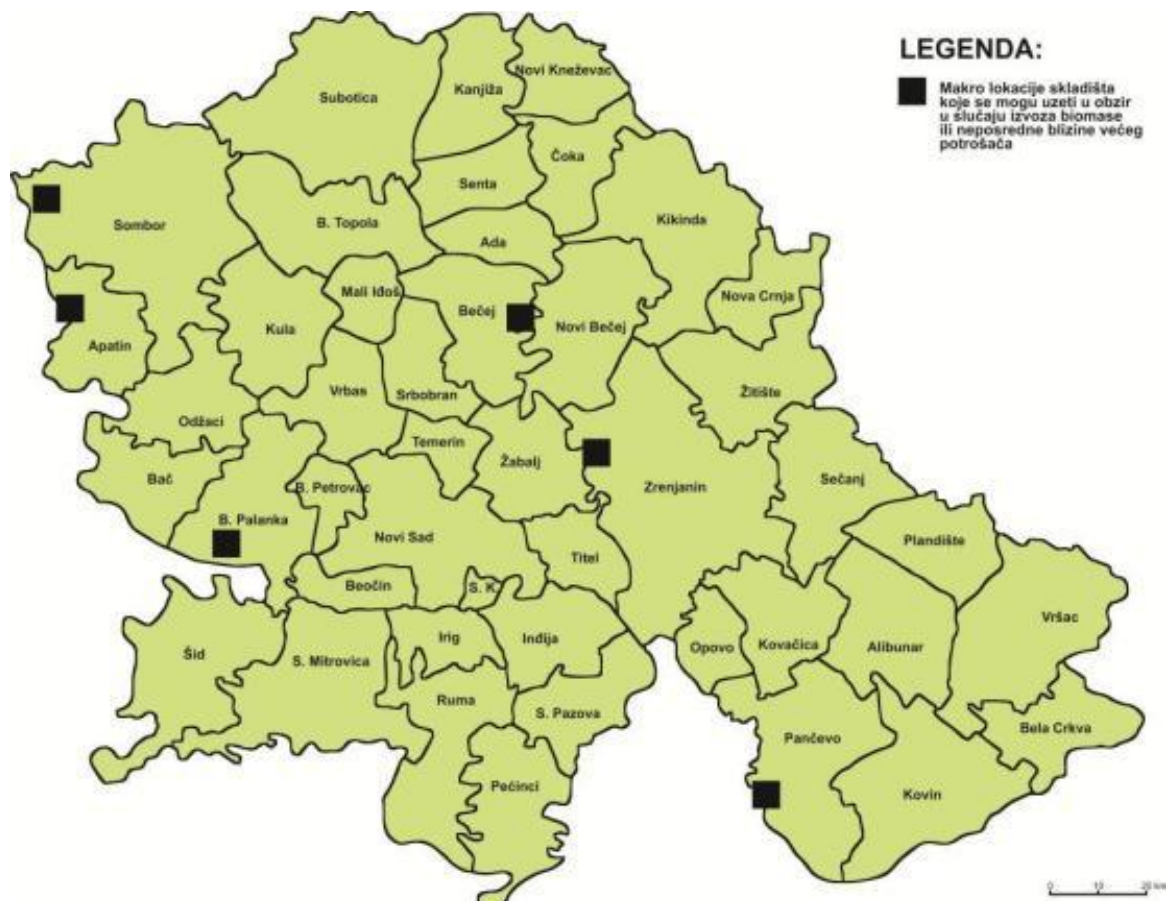 LEGENDA:
Makro lokacije skladišta
koje se mogu uzeti u obzir
u slučaju izvoza biomase
ili neposredne blizine većeg
potrošača
Novi Kneževac
Kanjiža
Subotica
Čoka
Senta
Kikinda
Sombor
B. Topola
Ada
Mali Iđoš
Nova Crnja
Bečej
Novi Bečej
Kula
Apatin
Vrbas
Srbobran
Žitište
Odžaci
Temerin
Žabalj
Bač
Sečanj
B. Petrovac
Zrenjanin
B. Palanka
Novi Sad
Plandište
Titel
Beočin
S. K.
Vršac
Irig
Inđija
Opovo
Kovačica
Alibunar
Šid
S. Mitrovica
Ruma
S. Pazova
Bela Crkva
Pančevo
Pećinci
Kovin
0 10 20 km